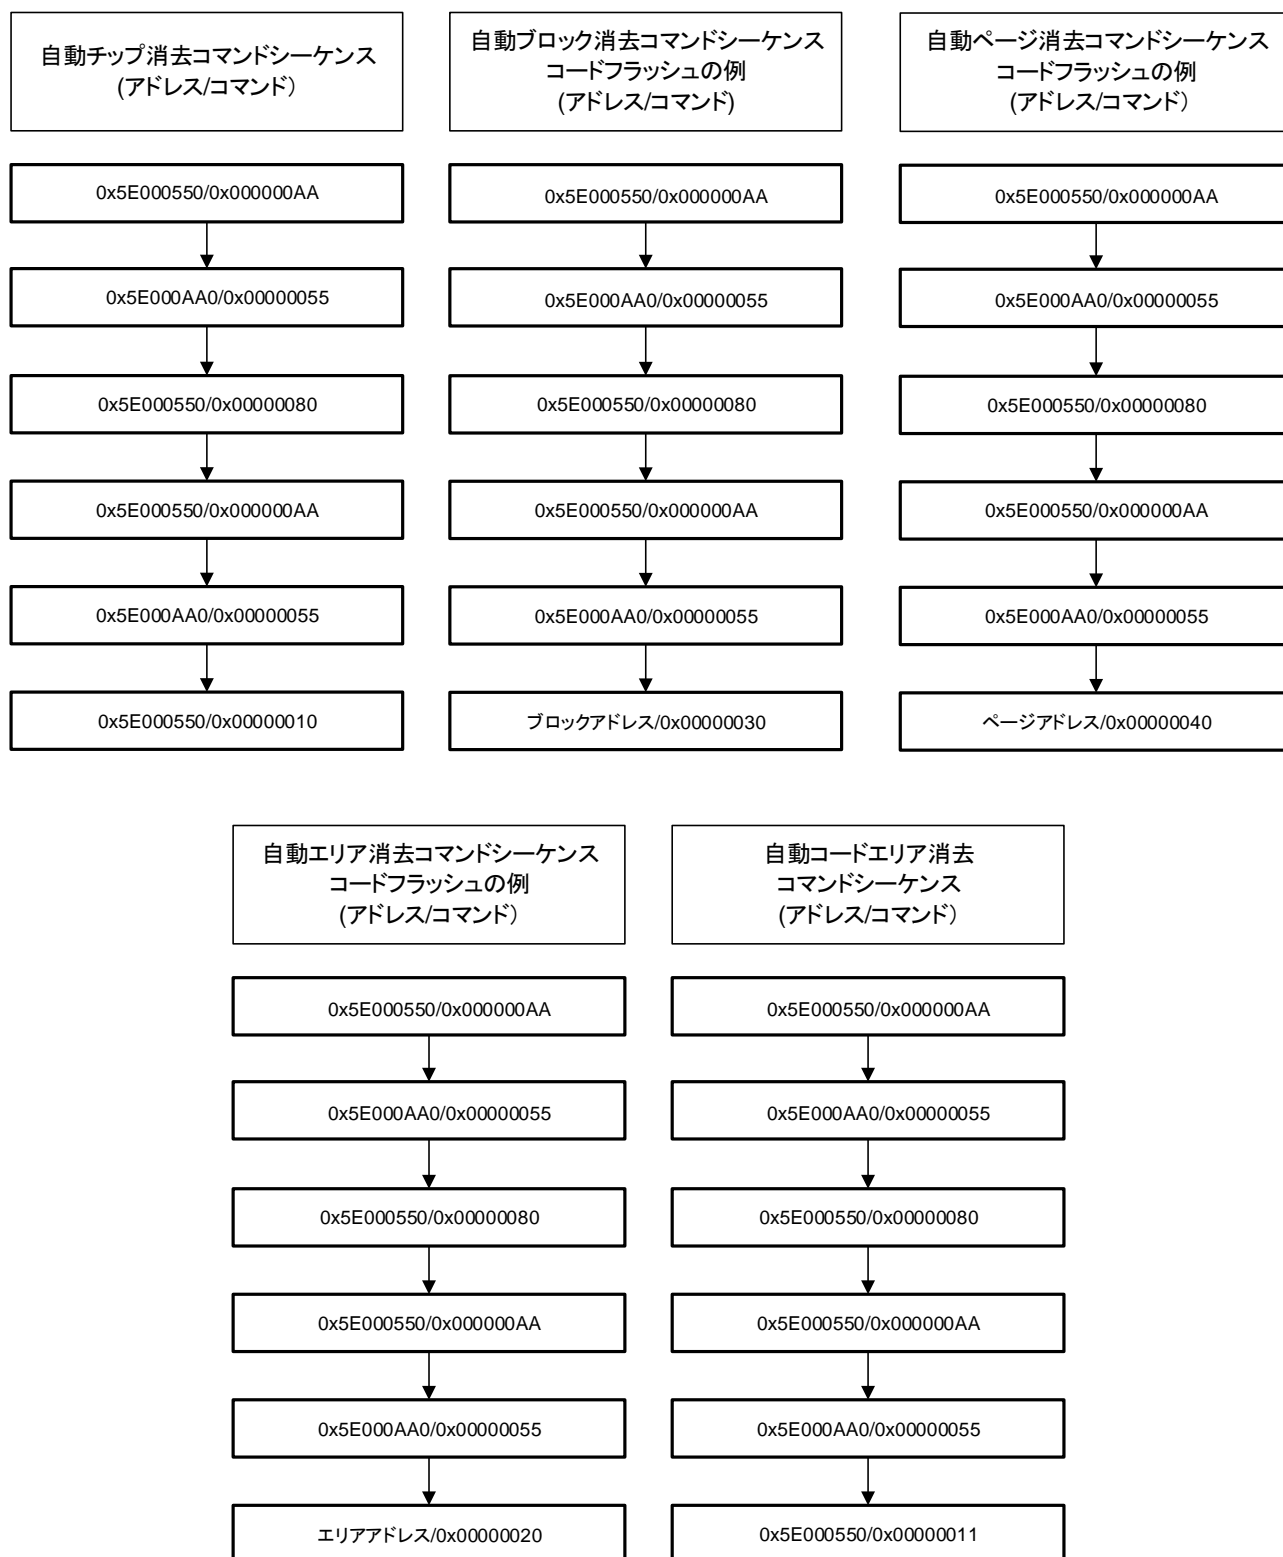 自動チップ消去コマンドシーケンス
(アドレス/コマンド)
0x5E000550/0x000000AA
0x5E000AA0/0x00000055
0x5E000550/0x00000080
0x5E000550/0x000000AA
0x5E000AA0/0x00000055
0x5E000550/0x00000010
自動ブロック消去コマンドシーケンス
コードフラッシュの例
(アドレス/コマンド)
0x5E000550/0x000000AA
0x5E000AA0/0x00000055
0x5E000550/0x00000080
0x5E000550/0x000000AA
0x5E000AA0/0x00000055
ブロックアドレス/0x00000030
自動ページ消去コマンドシーケンス
コードフラッシュの例
(アドレス/コマンド)
0x5E000550/0x000000AA
0x5E000AA0/0x00000055
0x5E000550/0x00000080
0x5E000550/0x000000AA
0x5E000AA0/0x00000055
ページアドレス/0x00000040
自動エリア消去コマンドシーケンス
コードフラッシュの例
(アドレス/コマンド)
0x5E000550/0x000000AA
0x5E000AA0/0x00000055
0x5E000550/0x00000080
0x5E000550/0x000000AA
0x5E000AA0/0x00000055
エリアアドレス/0x00000020
自動コードエリア消去
コマンドシーケンス
(アドレス/コマンド)
0x5E000550/0x000000AA
0x5E000AA0/0x00000055
0x5E000550/0x00000080
0x5E000550/0x000000AA
0x5E000AA0/0x00000055
0x5E000550/0x00000011